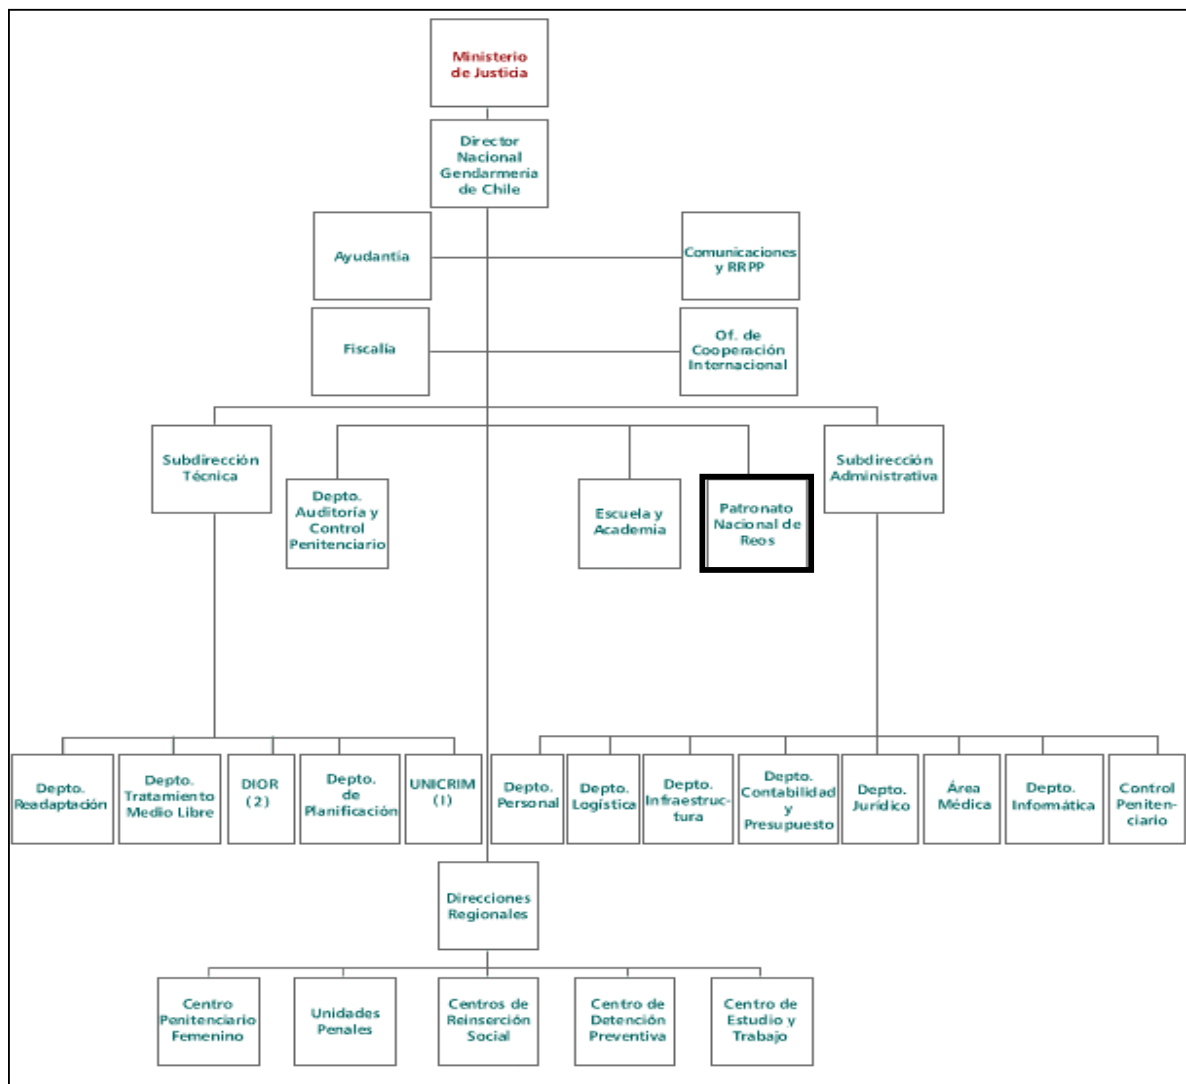 Ministerio
de Justicia
Director
Nacional
Gendarmería
de Chile
Ayudantía
Comunicaciones
y RRPP
Fiscalía
Of. de
Cooperación
Internacional
Subdirección
Técnica
Subdirección
Administrativa
Depto.
Auditoría y
Control
Penitenciario
Escuela y
Academia
Patronato
Nacional de
Reos
Depto.
Readaptación
Depto.
Tratamiento
Medio Libre
DIOR
(2)
Depto.
de
Planificación
UNICRIM
(1)
Depto.
Personal
Depto.
Logística
Depto.
Infraestruc-
tura
Depto.
Contabilidad
y
Presupuesto
Depto.
Jurídico
Área
Médica
Depto.
Informática
Control
Peniten-
ciario
Direcciones
Regionales
Centro
Penitenciario
Femenino
Unidades
Penales
Centros de
Reinserción
Social
Centro de
Detención
Preventiva
Centro de
Estudio y
Trabajo